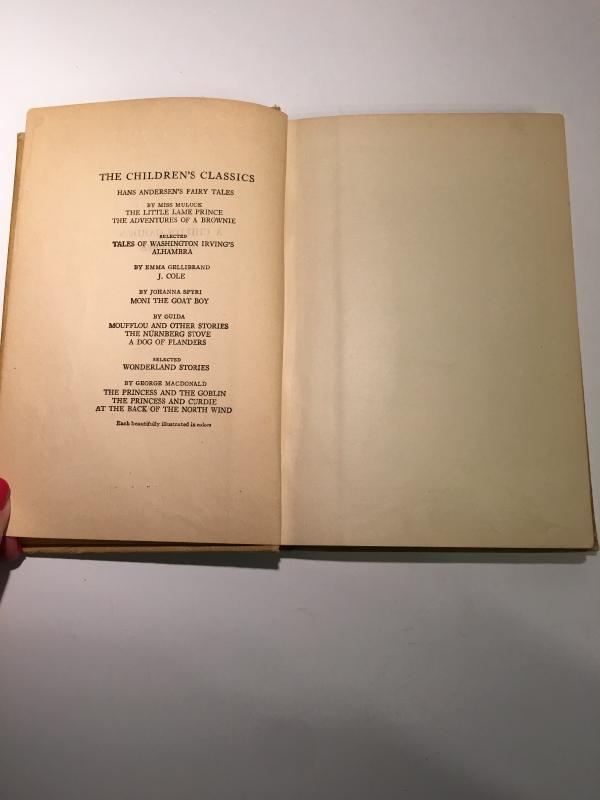 THE CHILDREN'S CLASSICS
HANS ANDERSEN'S FAIRY TALES
BY MISS MULOCK
THE LITTLE LAME PRINCE
THE ADVENTURES OF A BROWNIE
SELECTED
TALES OF WASHINGTON IRVING'S
ALHAMBRA
BY EMMA GELLIBRAND
J. COLE
BY JOHANNA SPYRI
MONI THE GOAT BOY
BY OUIDA
MOUFFLOU AND OTHER STORIES
THE NÜRNBERG STOVE
A DOG OF FLANDERS
SELECTED
WONDERLAND STORIES
BY GEORGE MACDONALD
THE PRINCESS AND THE GOBLIN
THE PRINCESS AND CURDIE
AT THE BACK OF THE NORTH WIND
Each beautifully illustrated in colors